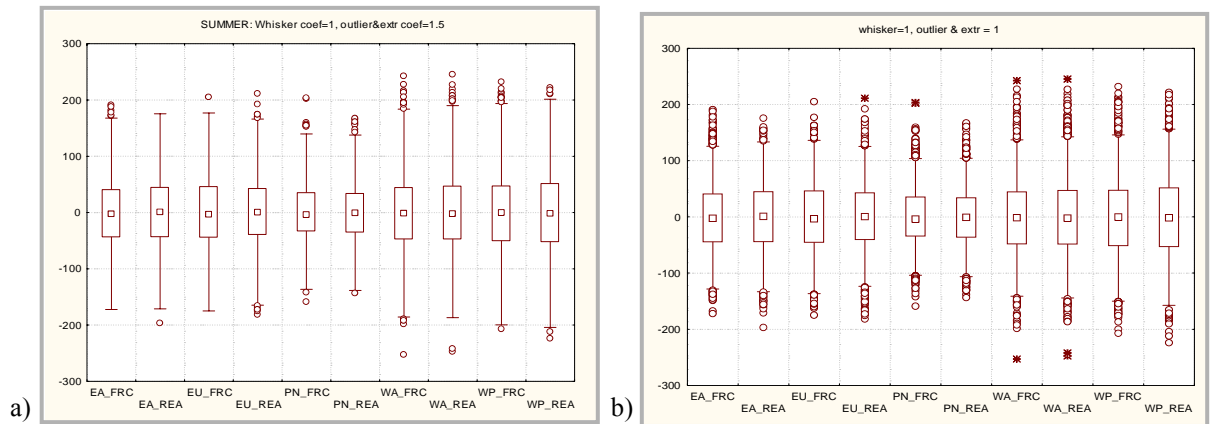 SUMMER: Whisker coef=1, outlier&extr coef=1.5
300
200
100
0
-100
-200
-300
EA_FRC EU_FRC PN_FRC WA_FRC WP_FRC
EA_REA EU_REA PN_REA WA_REA WP_REA
a)
whisker=1, outlier & extr = 1
300
200
100
0
-100
-200
-300
EA_FRC EU_FRC PN_FRC WA_FRC WP_FRC
EA_REA EU_REA PN_REA WA_REA WP_REA
b)